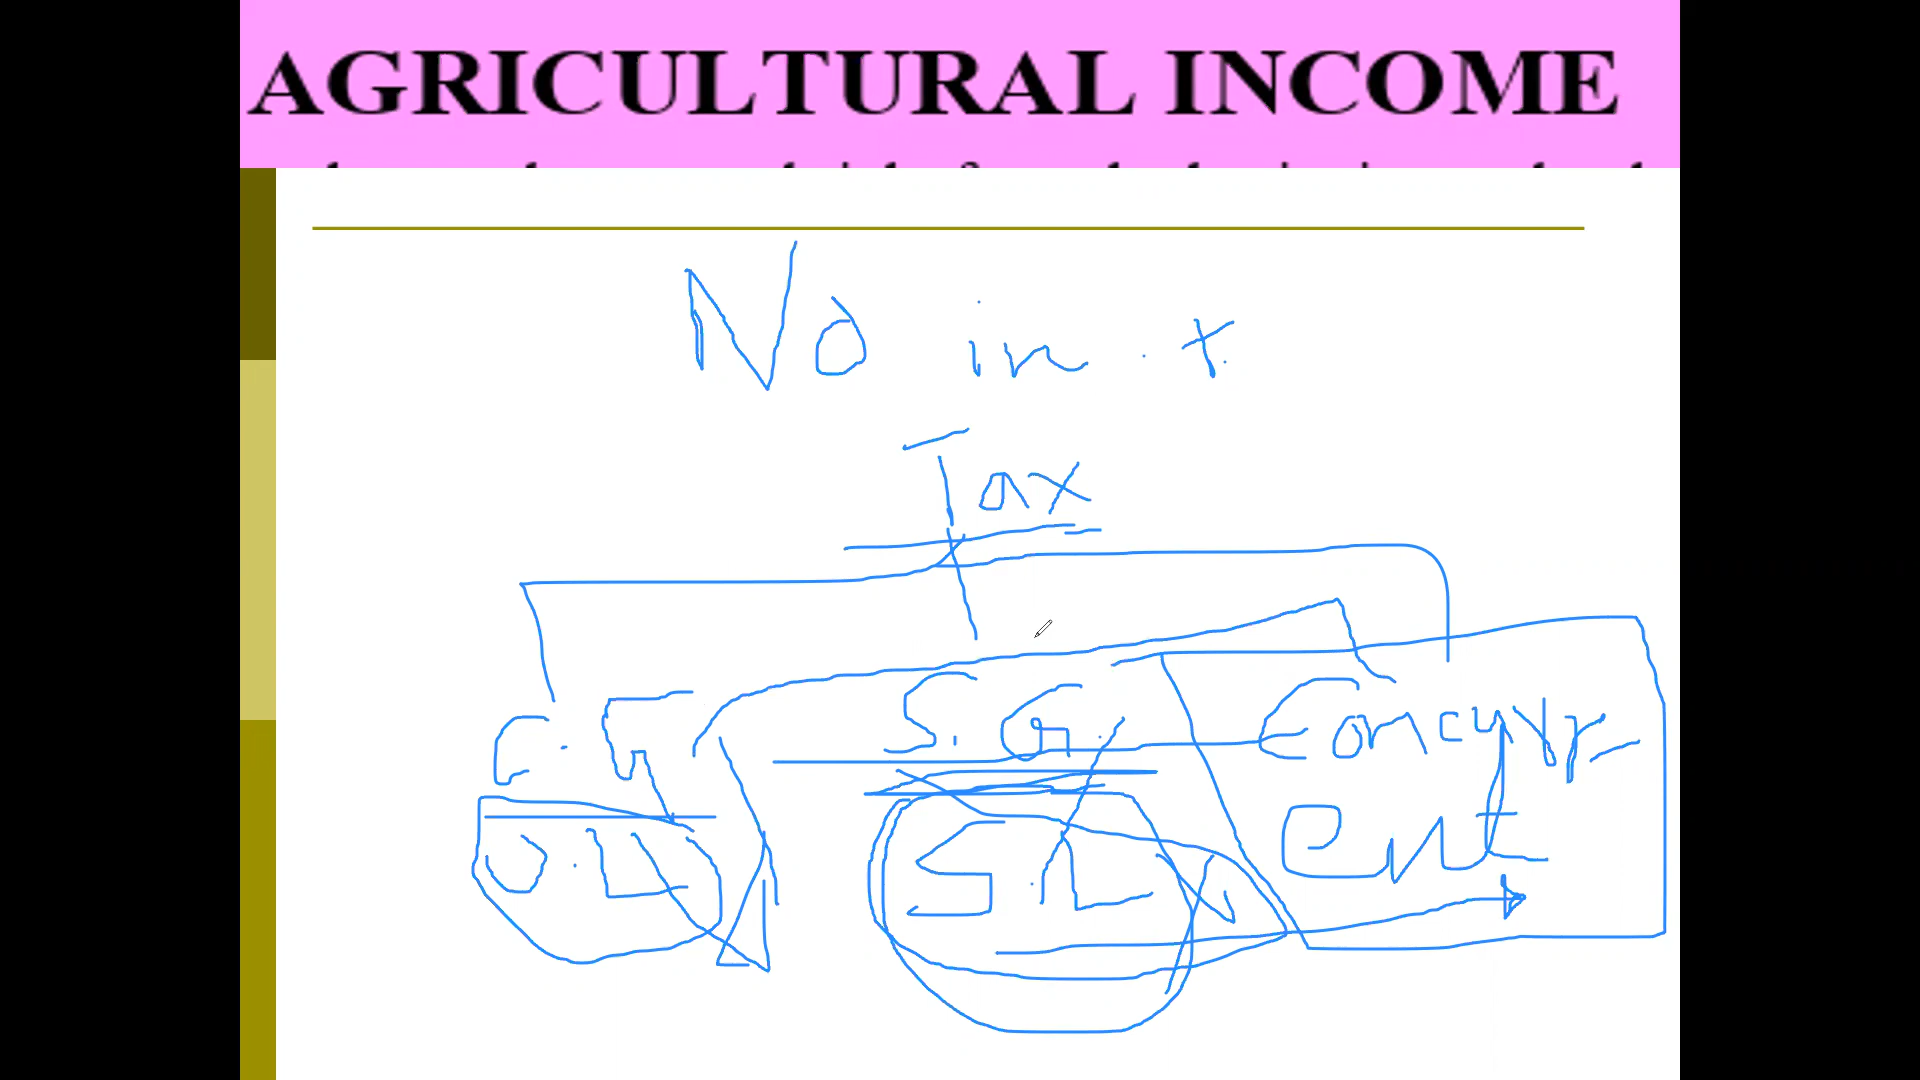 AGRICULTURAL INCOME
No in . t
Tax
C.G S.G. Concurr
U.L S.L ent